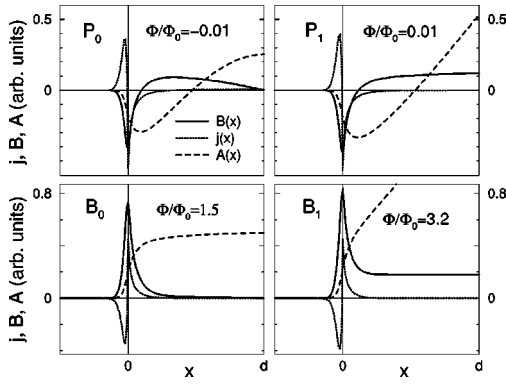 0.5
P₀
Φ/Φ₀=−0.01
P₁
Φ/Φ₀=0.01
0.5
0
0
B(x)
j(x)
A(x)
j, B, A (arb. units)
0.8
B₀
Φ/Φ₀=1.5
B₁
Φ/Φ₀=3.2
0.8
0
0
j, B, A (arb. units)
0
x
d
0
x
d